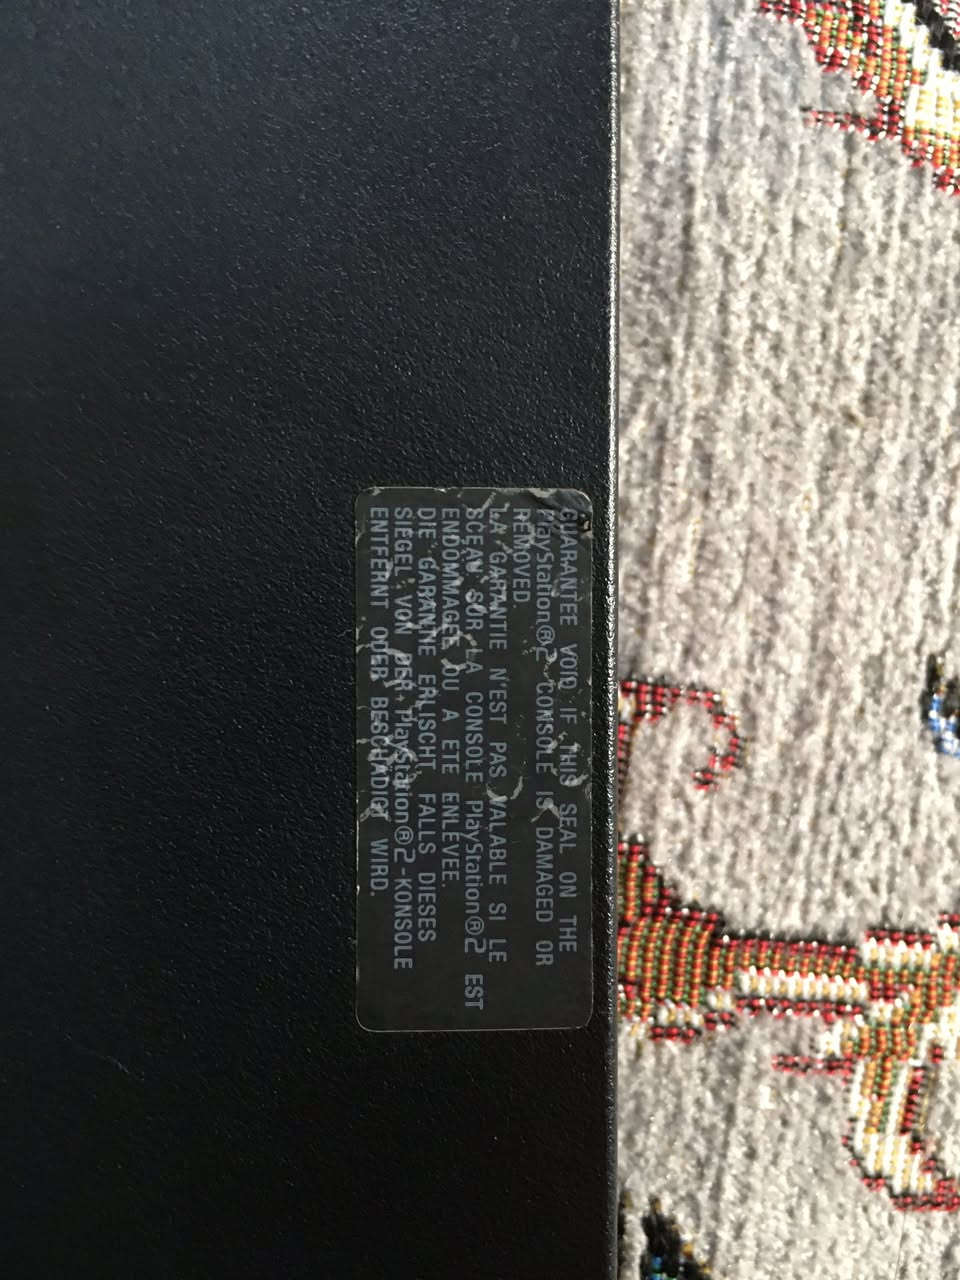 GUARANTEE VOID IF THIS SEAL ON THE
PlayStation®2 CONSOLE IS DAMAGED OR
REMOVED.
LA GARANTIE N'EST PAS VALABLE SI LE
SCEAU SUR LA CONSOLE PlayStation®2 EST
ENDOMMAGEE OU A ETE ENLEVEE.
DIE GARANTIE ERLISCHT FALLS DIESES
SIEGEL VON DER PlayStation®2-KONSOLE
ENTFERNT ODER BESCHADIGT WIRD.